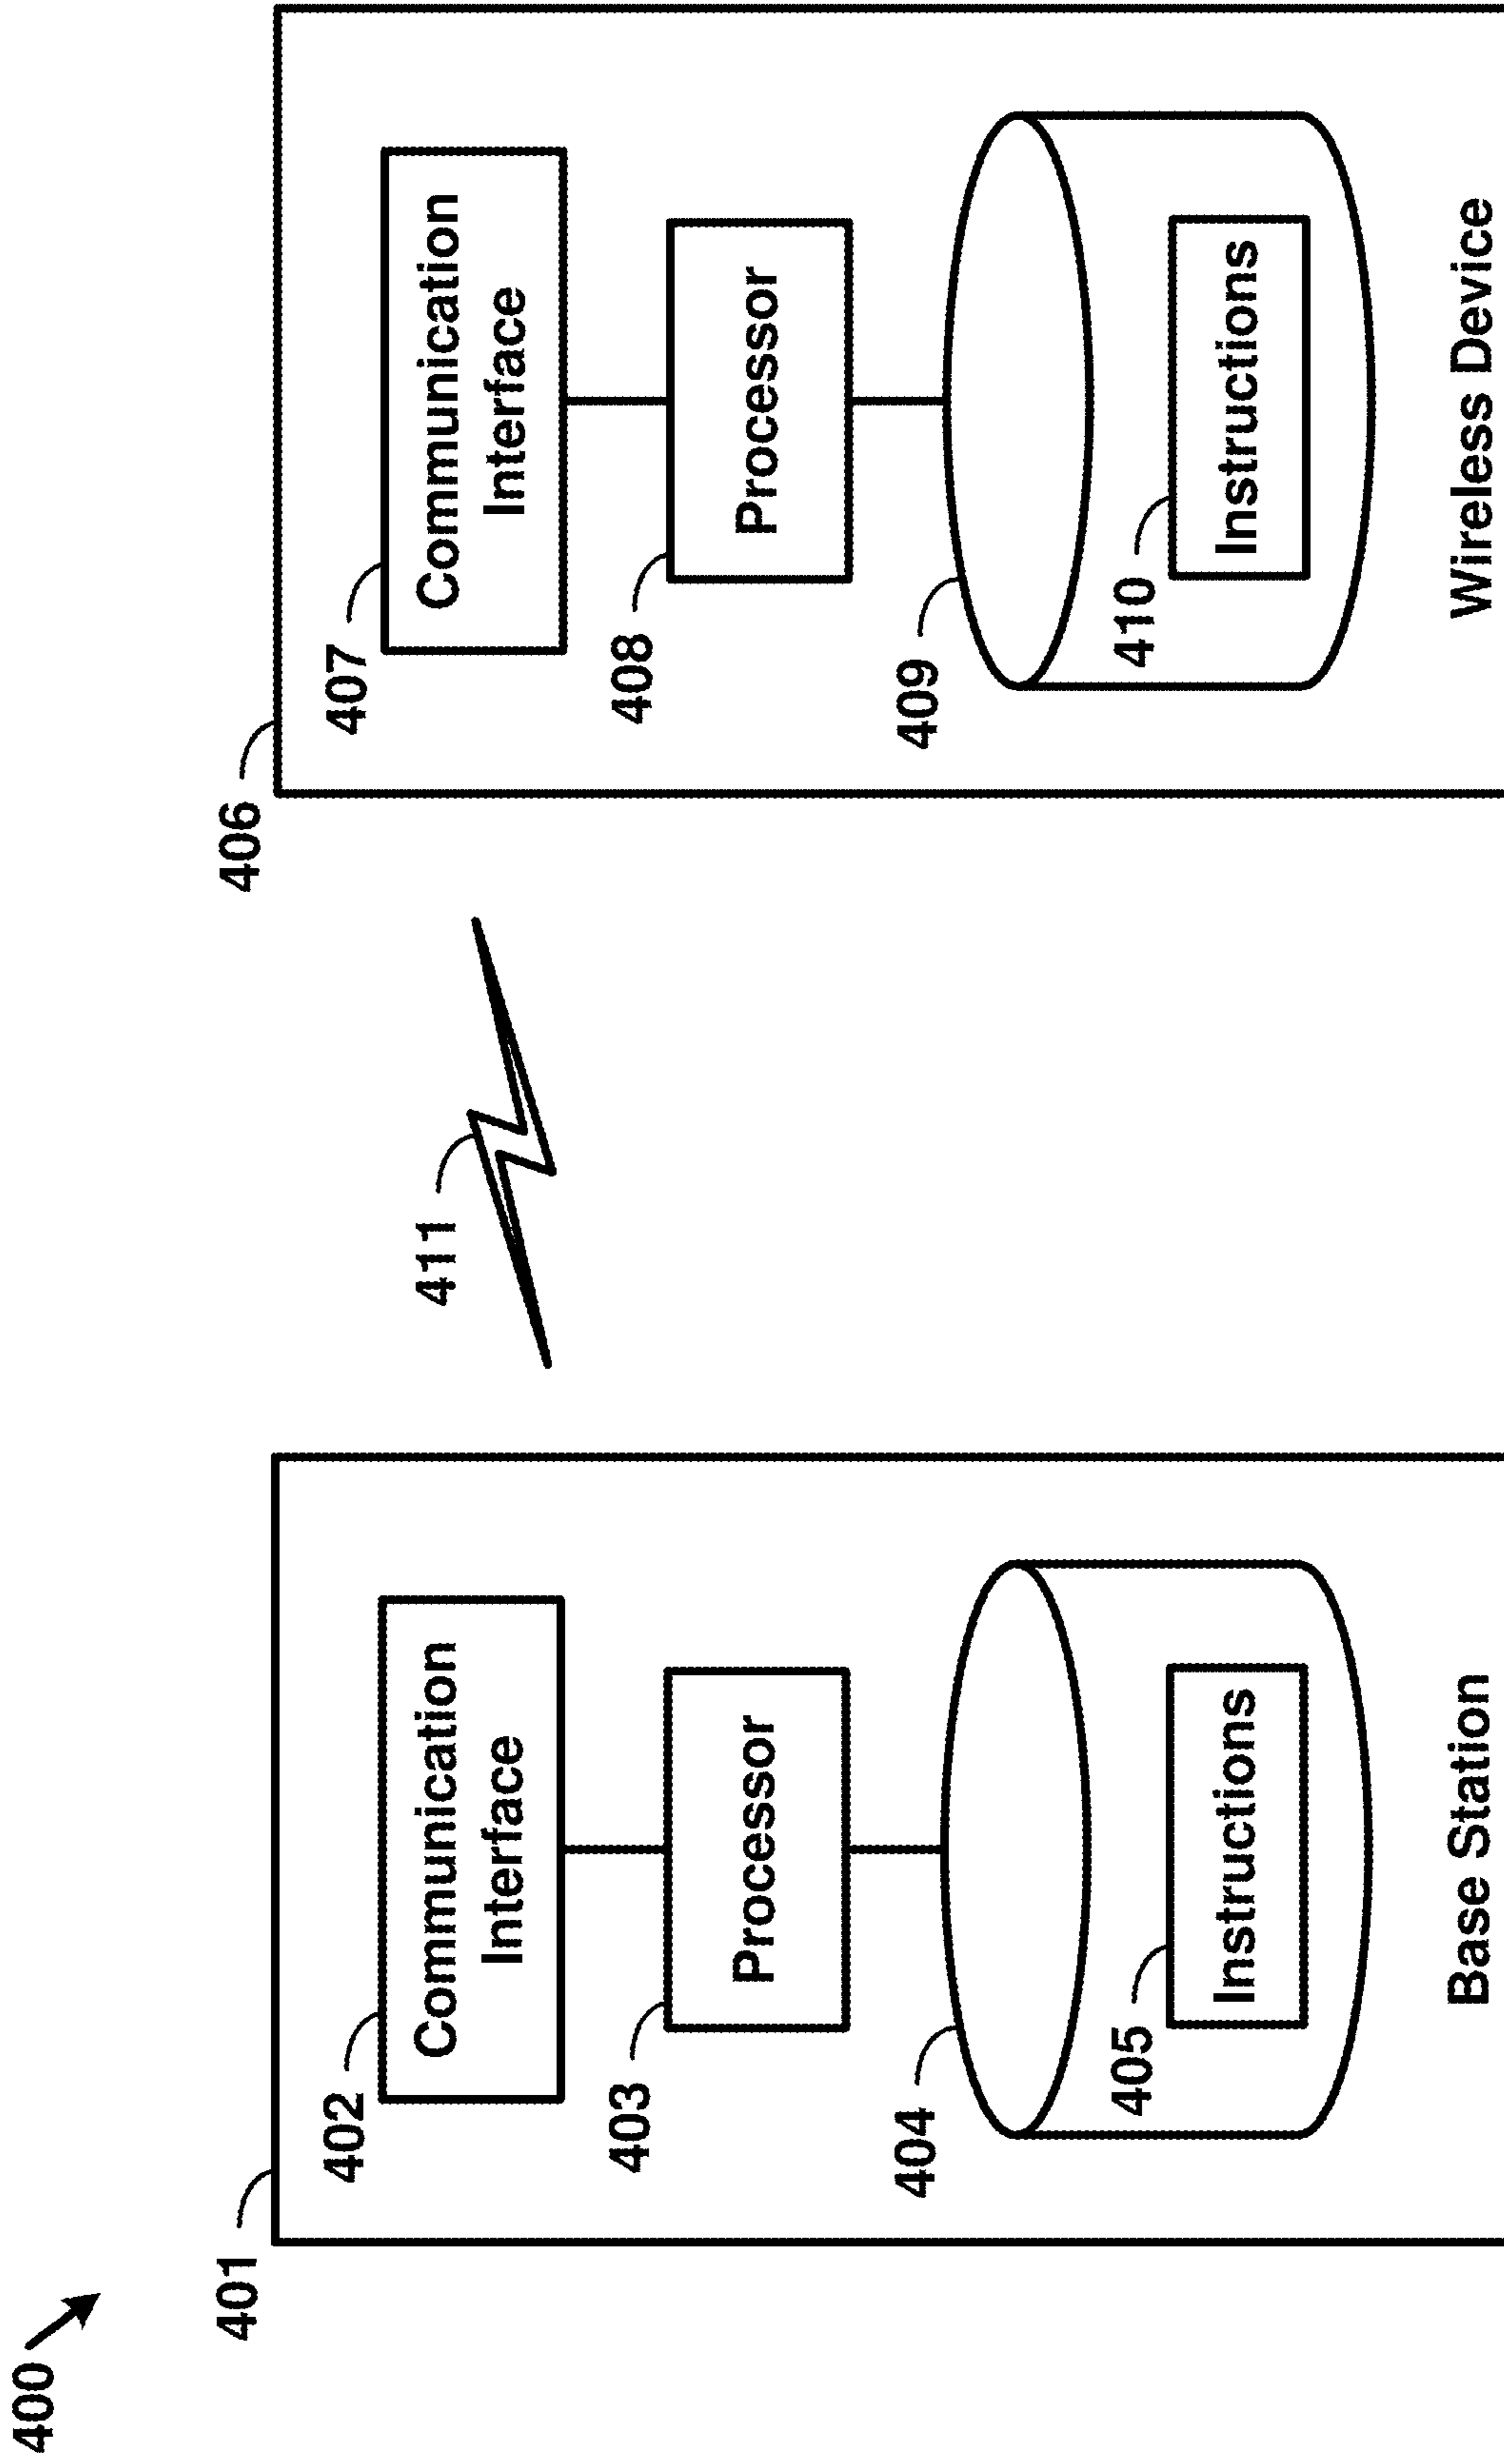 400
401
402
Communication
Interface
403
Processor
404
405
Instructions
Base Station
411
406
407
Communication
Interface
408
Processor
409
410
Instructions
Wireless Device